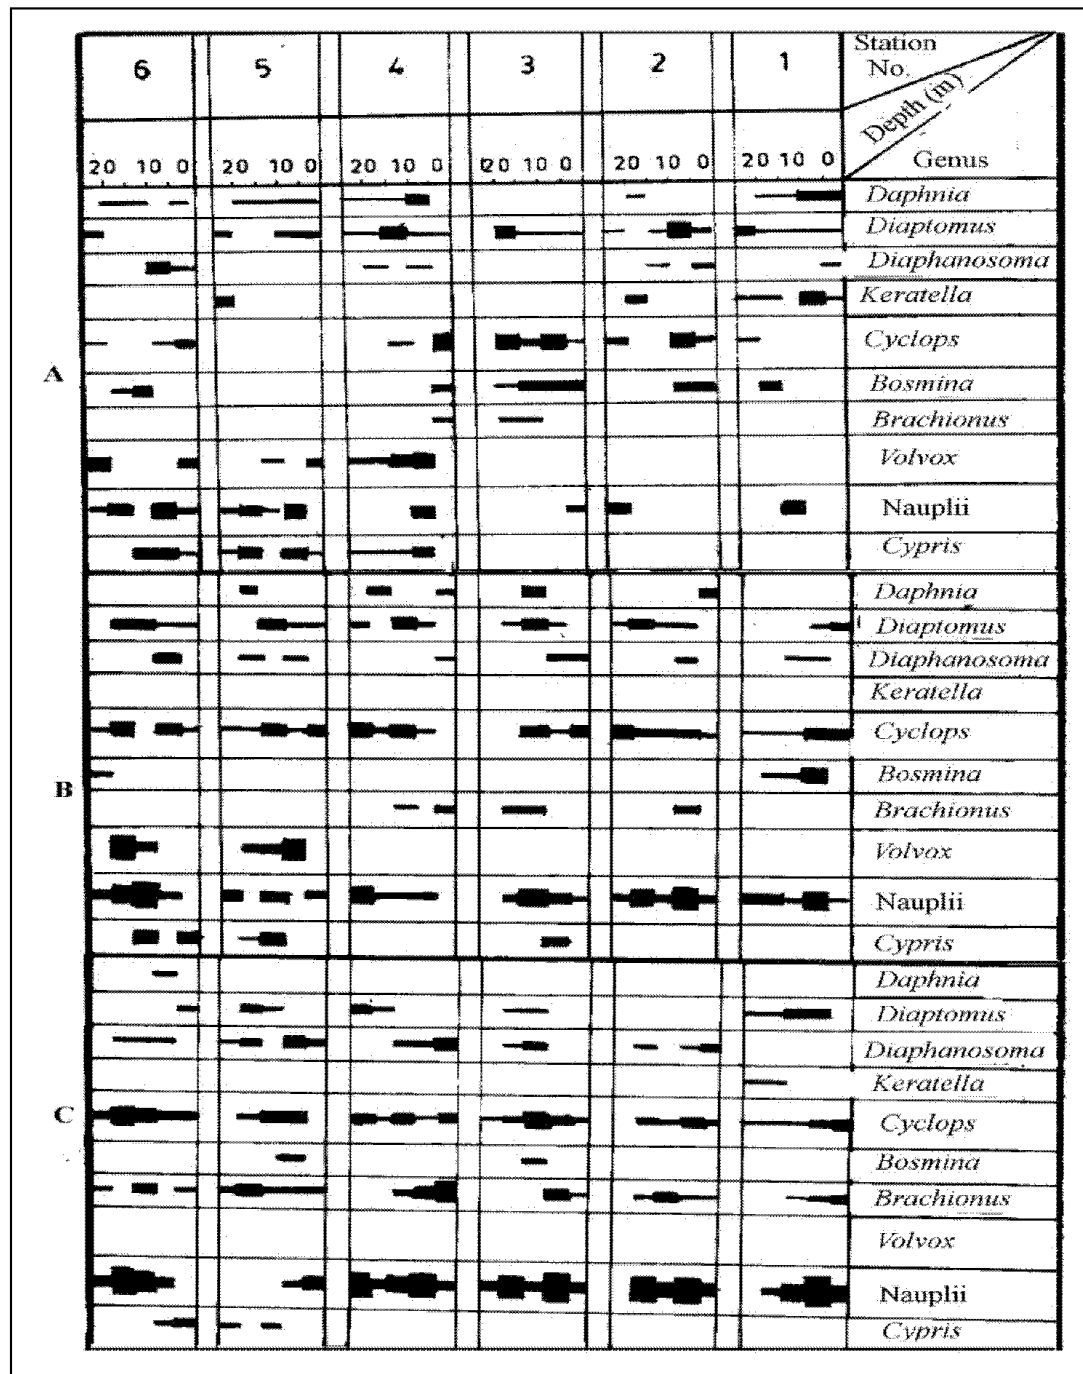 6 5 4 3 2 1 Station No.
Depth (m)
20 10 0 20 10 0 20 10 0 20 10 0 20 10 0 20 10 0 Genus
Daphnia
Diaptomus
Diaphanosoma
Keratella
Cyclops
A Bosmina
Brachionus
Volvox
Nauplii
Cypris
Daphnia
Diaptomus
Diaphanosoma
Keratella
Cyclops
B Bosmina
Brachionus
Volvox
Nauplii
Cypris
Daphnia
Diaptomus
Diaphanosoma
Keratella
C Cyclops
Bosmina
Brachionus
Volvox
Nauplii
Cypris